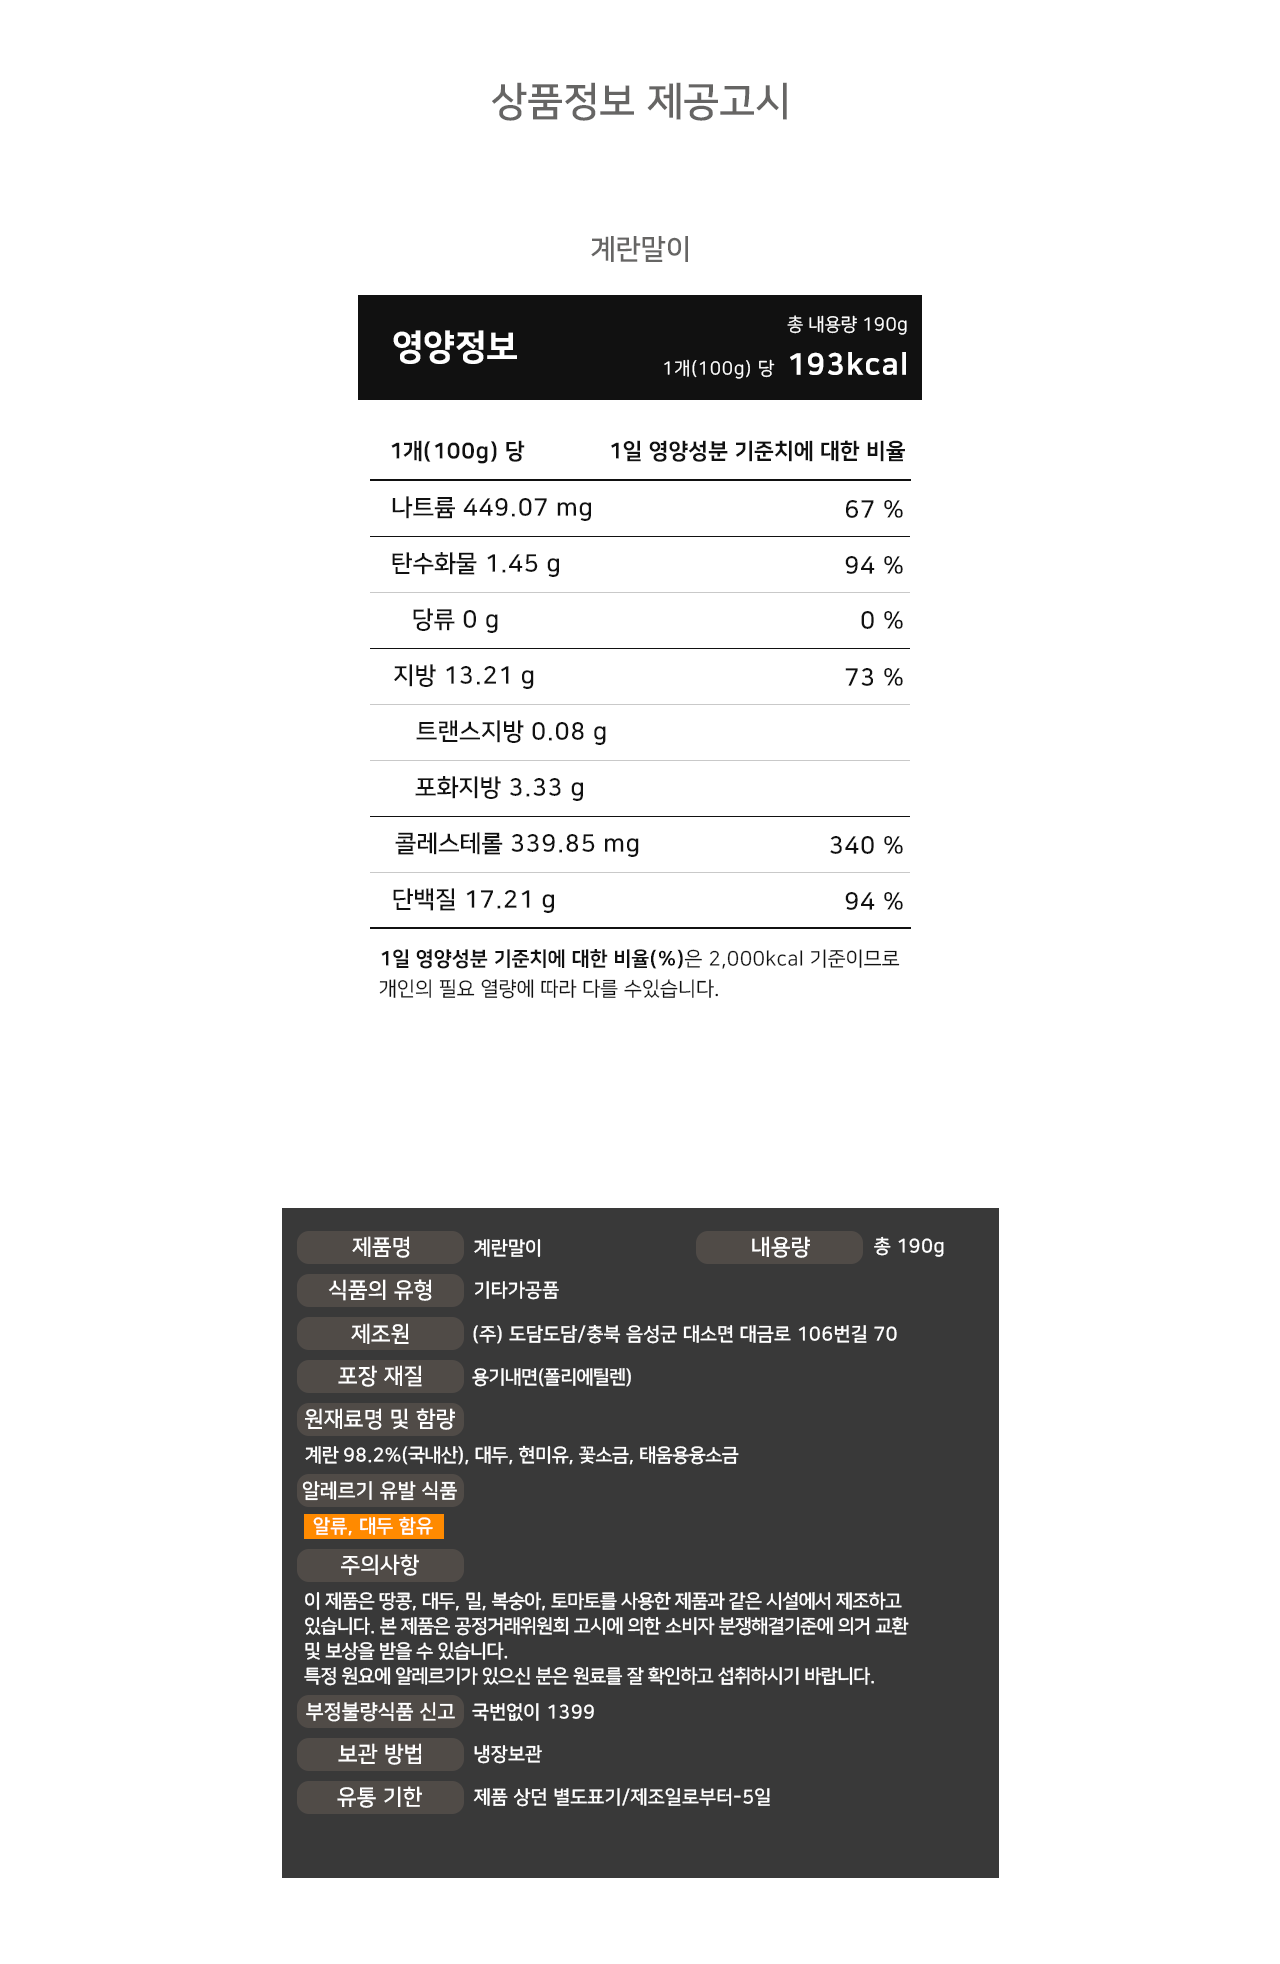 상품정보 제공고시
계란말이
영양정보
총 내용량 190g
1개(100g) 당 193kcal
1개(100g) 당 1일 영양성분 기준치에 대한 비율
나트륨 449.07 mg 67 %
탄수화물 1.45 g 94 %
당류 0 g 0 %
지방 13.21 g 73 %
트랜스지방 0.08 g
포화지방 3.33 g
콜레스테롤 339.85 mg 340 %
단백질 17.21 g 94 %
1일 영양성분 기준치에 대한 비율(%)은 2,000kcal 기준이므로
개인의 필요 열량에 따라 다를 수있습니다.
제품명 계란말이 내용량 총 190g
식품의 유형 기타가공품
제조원 (주) 도담도담/충북 음성군 대소면 대금로 106번길 70
포장 재질 용기내면(폴리에틸렌)
원재료명 및 함량
계란 98.2%(국내산), 대두, 현미유, 꽃소금, 태움용융소금
알레르기 유발 식품
알류, 대두 함유
주의사항
이 제품은 땅콩, 대두, 밀, 복숭아, 토마토를 사용한 제품과 같은 시설에서 제조하고
있습니다. 본 제품은 공정거래위원회 고시에 의한 소비자 분쟁해결기준에 의거 교환
및 보상을 받을 수 있습니다.
특정 원요에 알레르기가 있으신 분은 원료를 잘 확인하고 섭취하시기 바랍니다.
부정불량식품 신고 국번없이 1399
보관 방법 냉장보관
유통 기한 제품 상던 별도표기/제조일로부터-5일